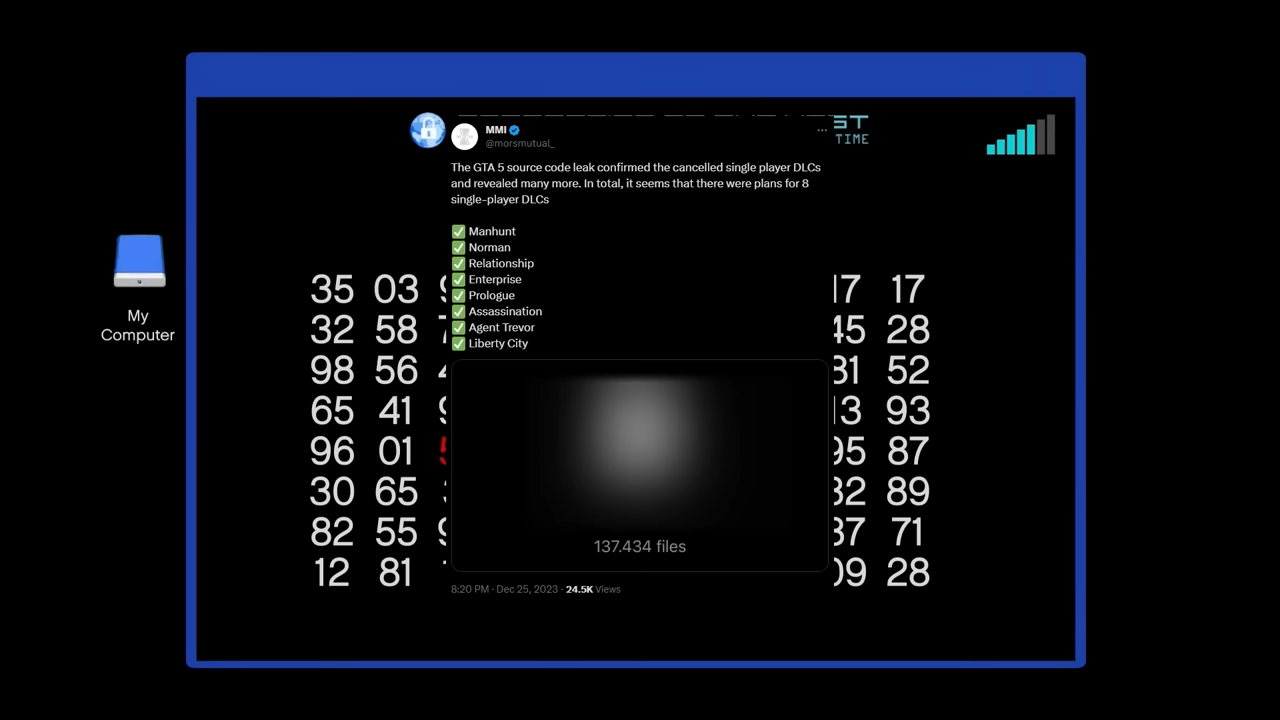 MMI
@morsmutual_
ST
TIME
The GTA 5 source code leak confirmed the cancelled single player DLCs
and revealed many more. In total, it seems that there were plans for 8
single-player DLCs
✅ Manhunt
✅ Norman
✅ Relationship
✅ Enterprise
✅ Prologue
✅ Assassination
✅ Agent Trevor
✅ Liberty City
137.434 files
8:20 PM · Dec 25, 2023 · 24.5K Views
My
Computer
35 03 17 17
32 58 45 28
98 56 81 52
65 41 13 93
96 01 95 87
30 65 32 89
82 55 37 71
12 81 09 28